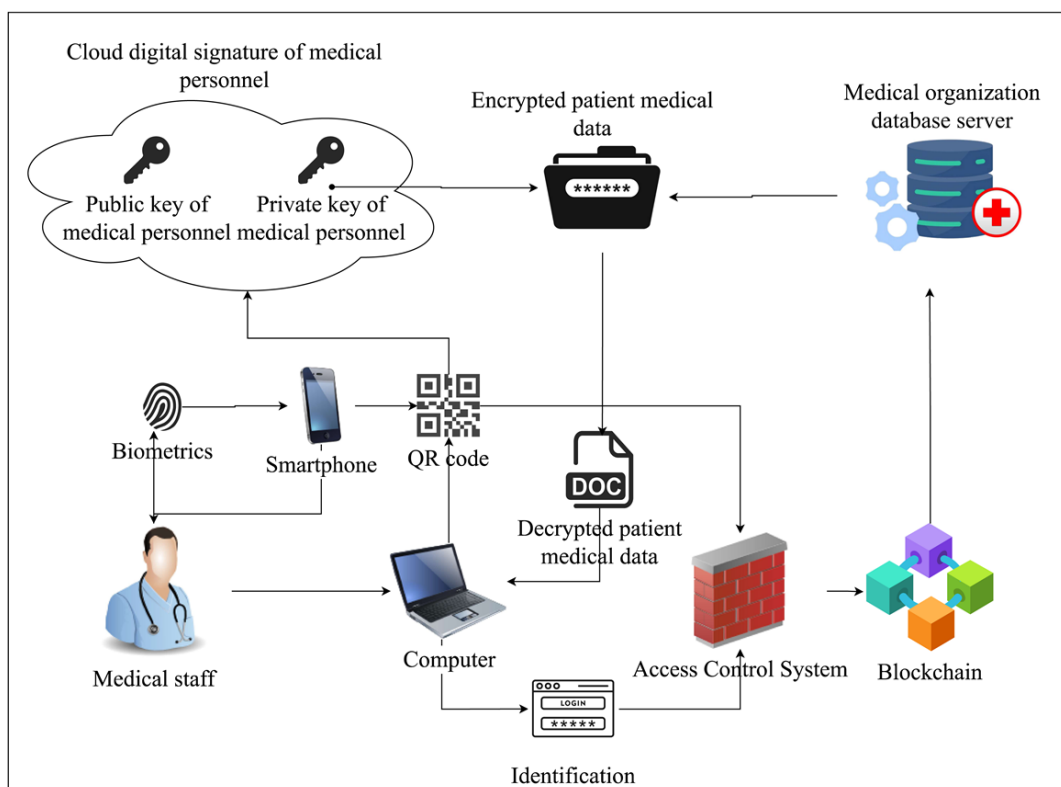 Cloud digital signature of medical
personnel
Encrypted patient medical
data
Medical organization
database server
******
Public key of
medical personnel
Private key of
medical personnel
Biometrics
Smartphone
QR code
DOC
Decrypted patient
medical data
Medical staff
Computer
Access Control System
Blockchain
LOGIN
*****
Identification